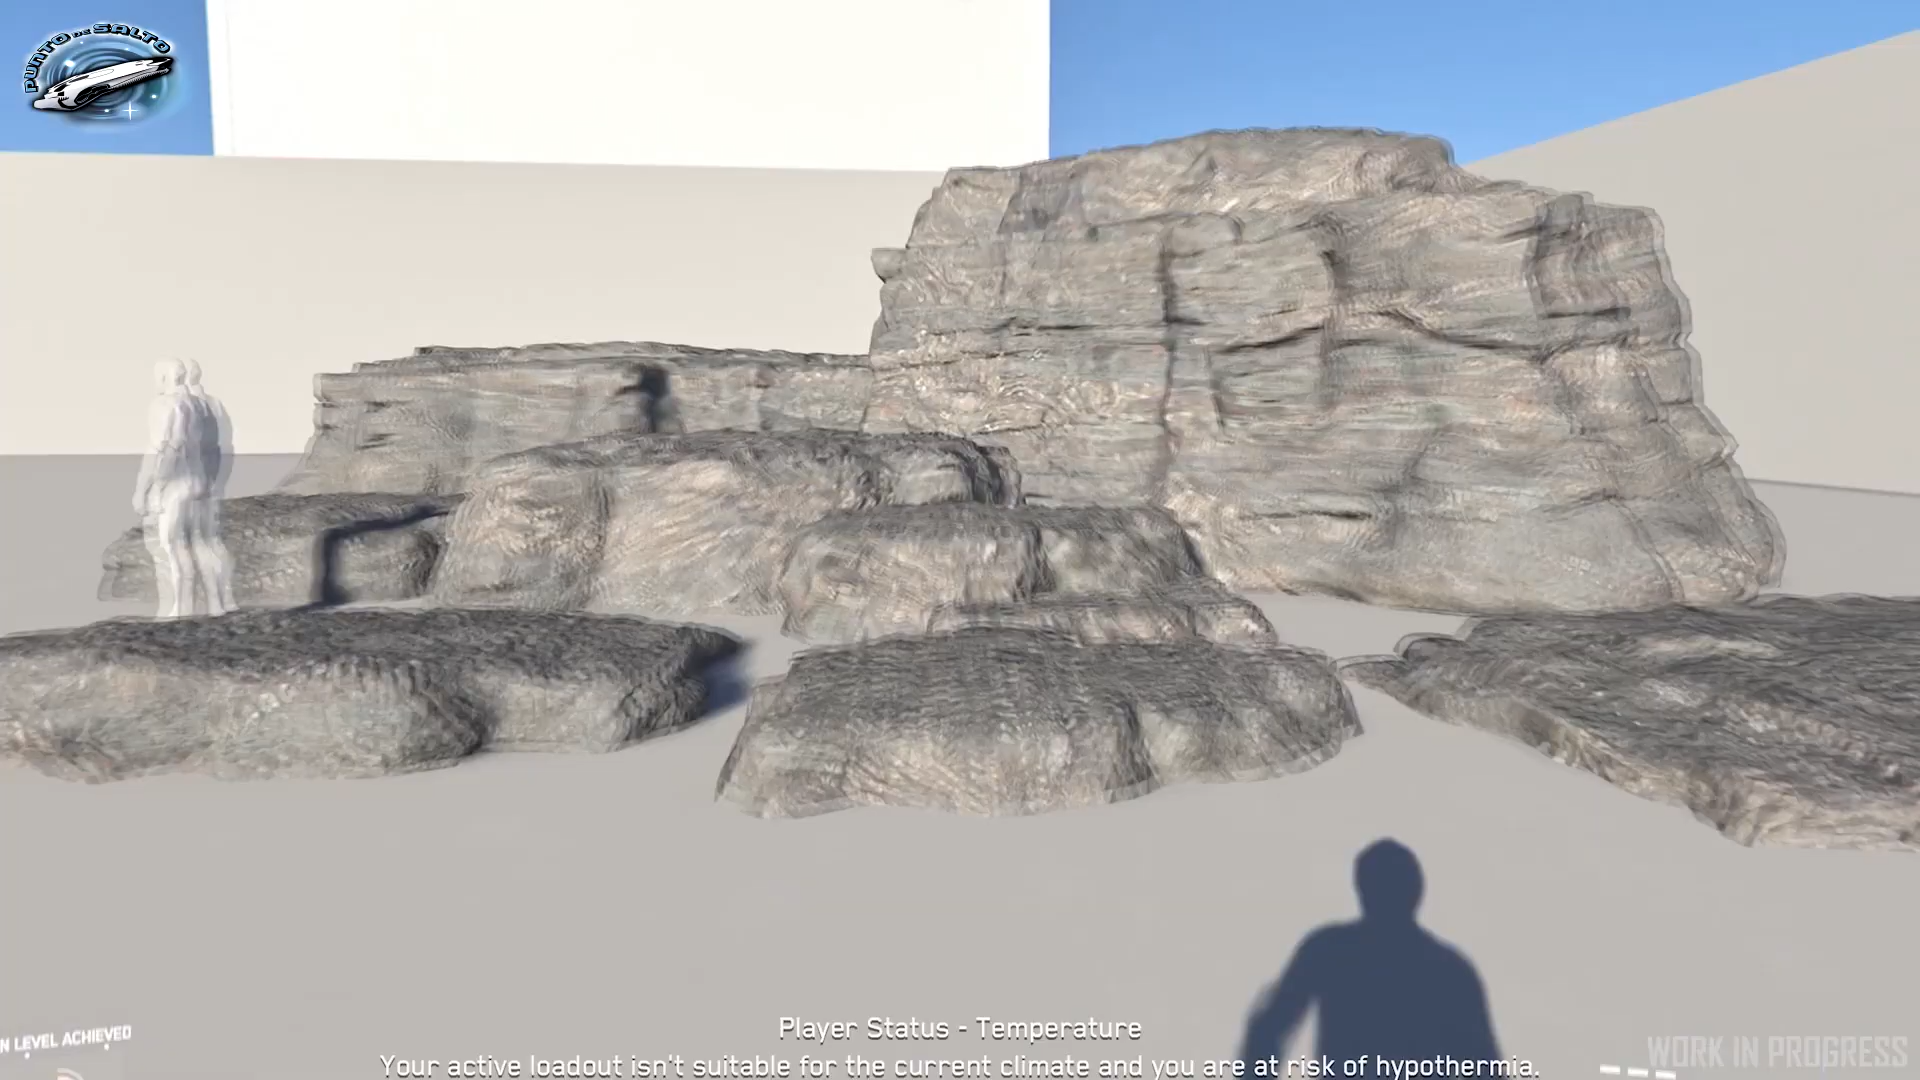 PUNTO DE SALTO
N LEVEL ACHIEVED
Player Status - Temperature
Your active loadout isn't suitable for the current climate and you are at risk of hypothermia.
WORK IN PROGRESS